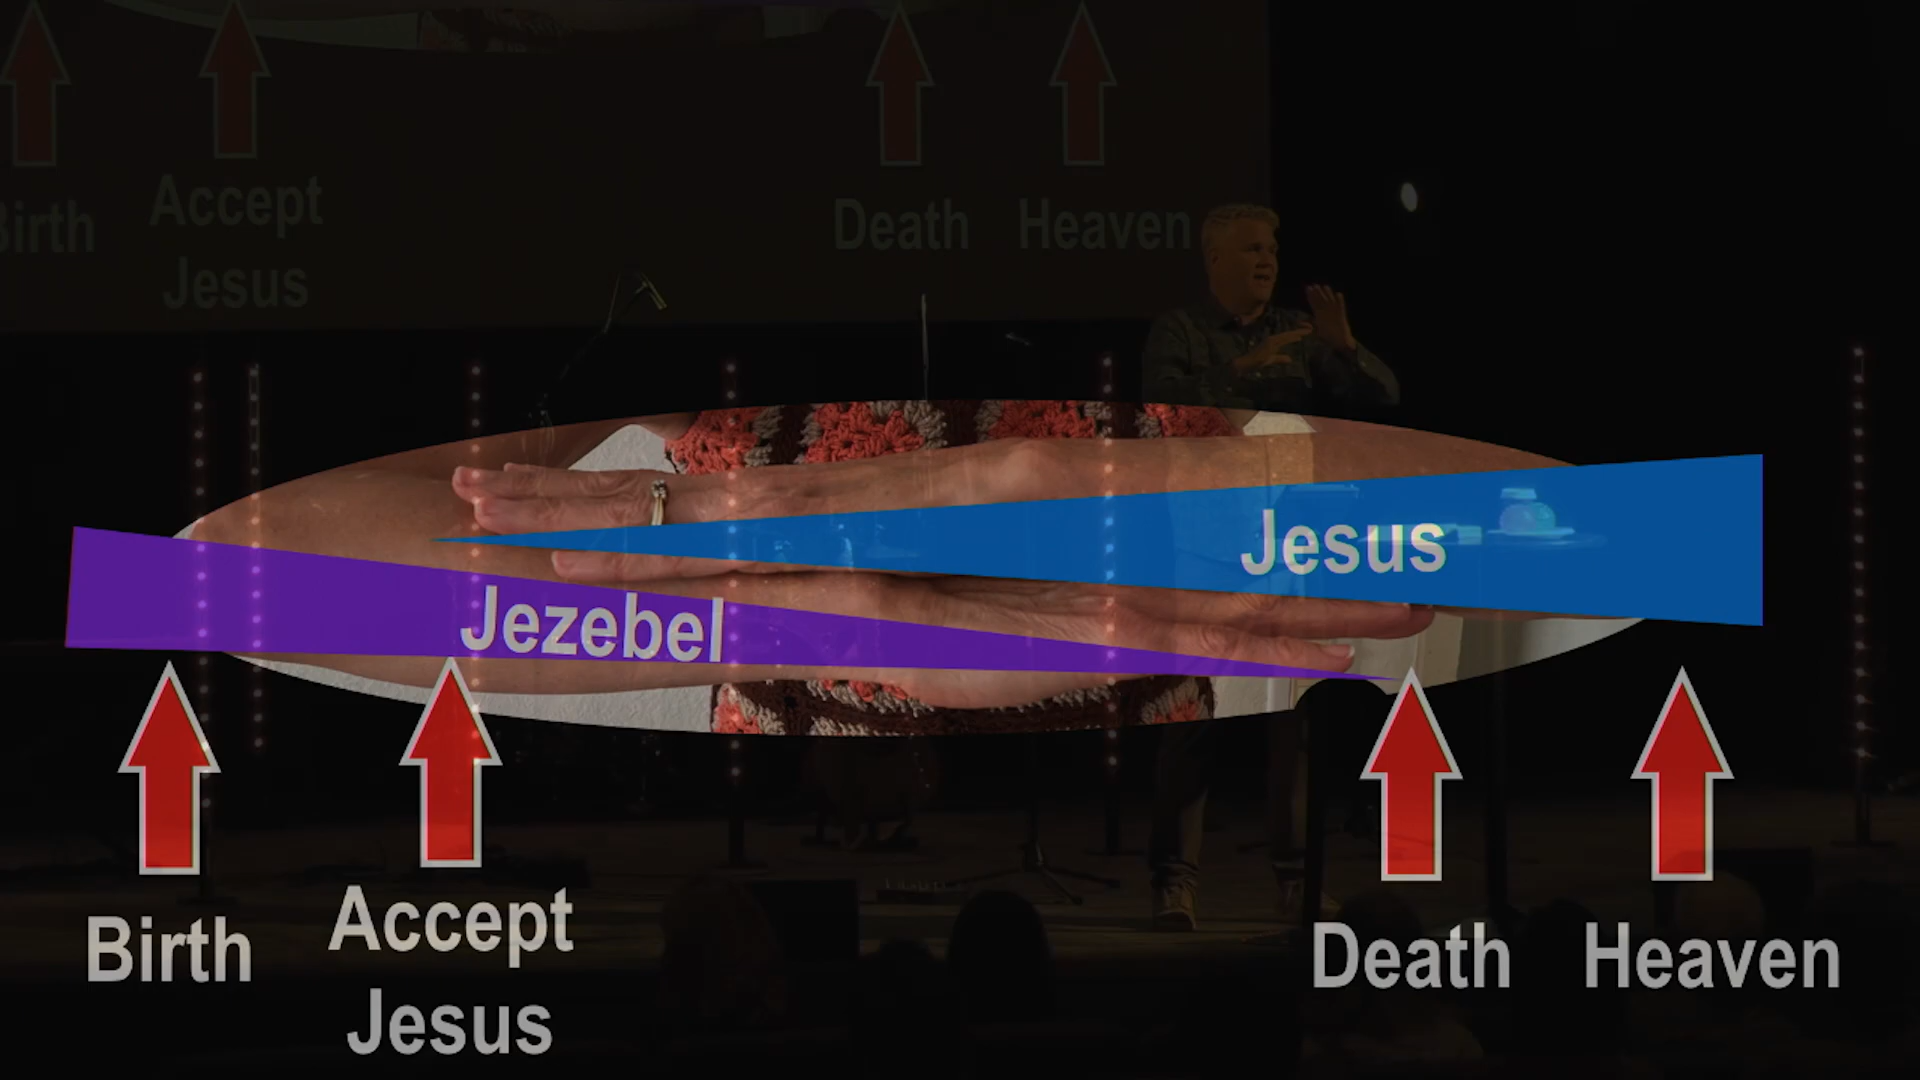 Birth
Accept
Jesus
Death
Heaven
Jesus
Jezebel
Birth
Accept
Jesus
Death
Heaven